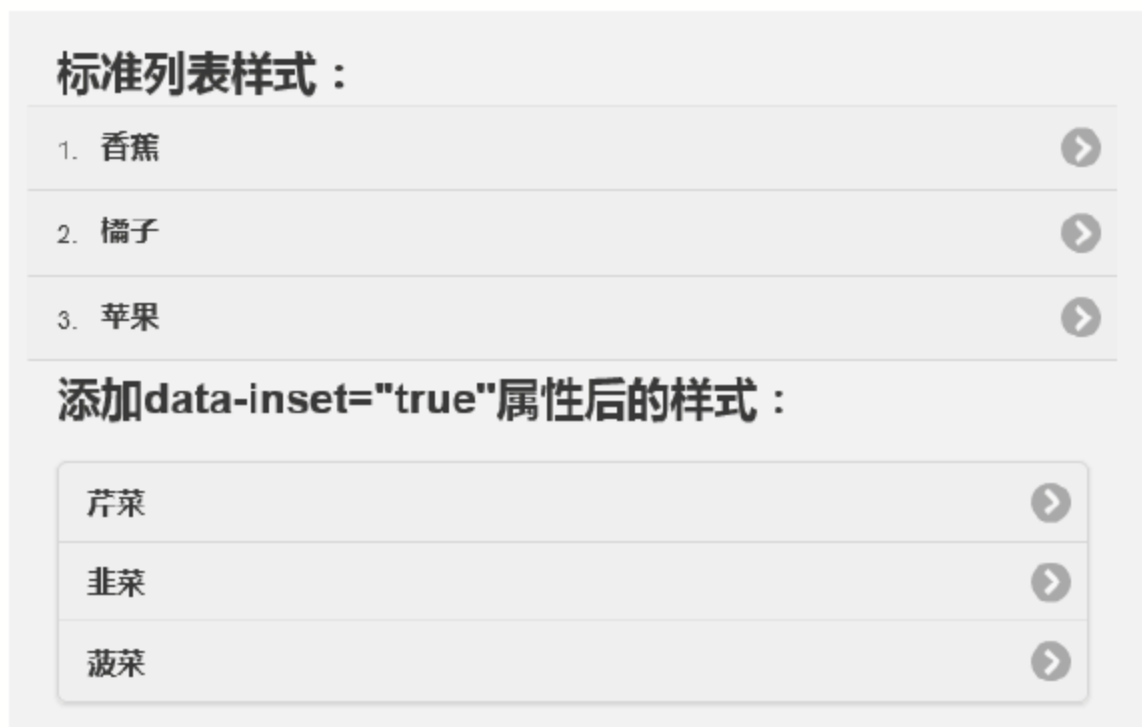 标准列表样式：
1. 香蕉
2. 橘子
3. 苹果
添加data-inset="true"属性后的样式：
芹菜
韭菜
菠菜